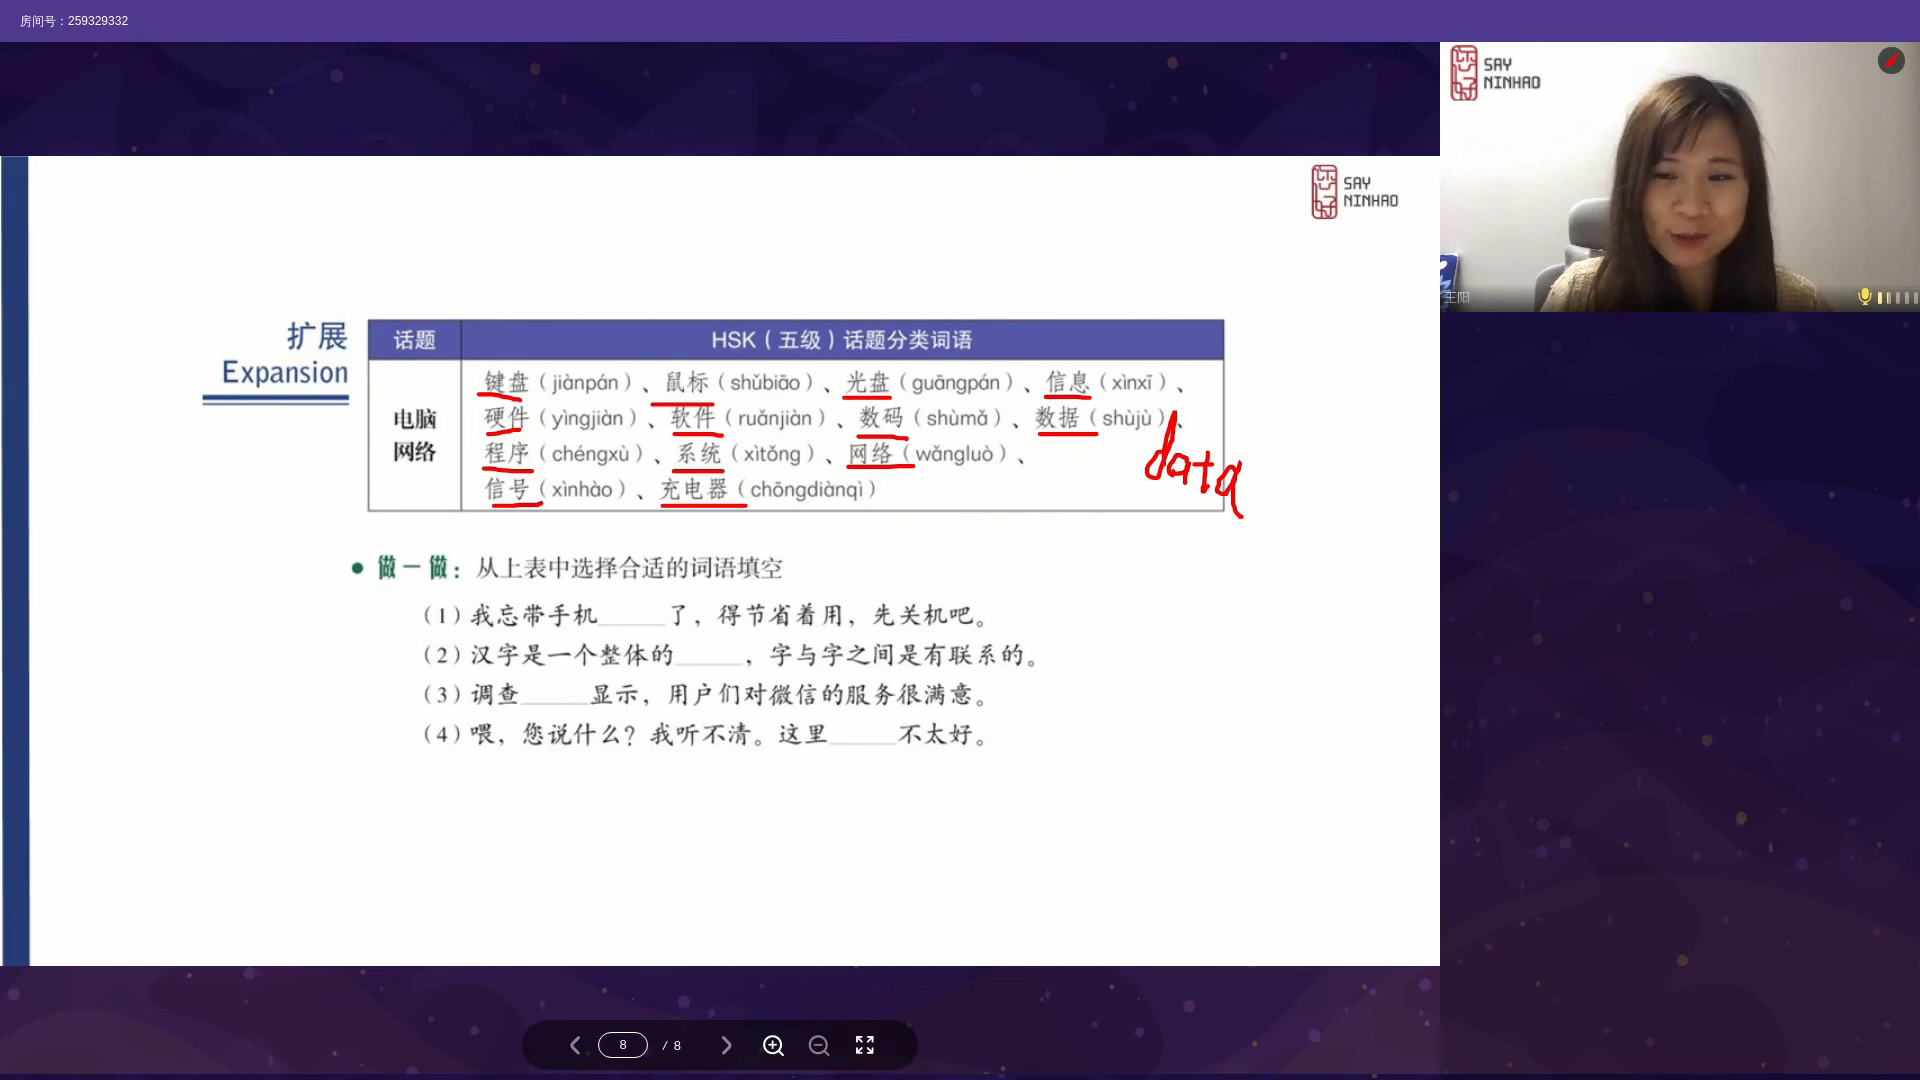 房间号：259329332
SAY
NINHAO
王阳
SAY
NINHAO
扩展
Expansion
话题
HSK（五级）话题分类词语
电脑
网络
键盘（jiànpán）、鼠标（shǔbiāo）、光盘（guāngpán）、信息（xìnxī）、
硬件（yìngjiàn）、软件（ruǎnjiàn）、数码（shùmǎ）、数据（shùjù）、
程序（chéngxù）、系统（xìtǒng）、网络（wǎngluò）、
信号（xìnhào）、充电器（chōngdiànqì）
data
●做一做：从上表中选择合适的词语填空
（1）我忘带手机______了，得节省着用，先关机吧。
（2）汉字是一个整体的______，字与字之间是有联系的。
（3）调查______显示，用户们对微信的服务很满意。
（4）喂，您说什么？我听不清。这里______不太好。
8 / 8